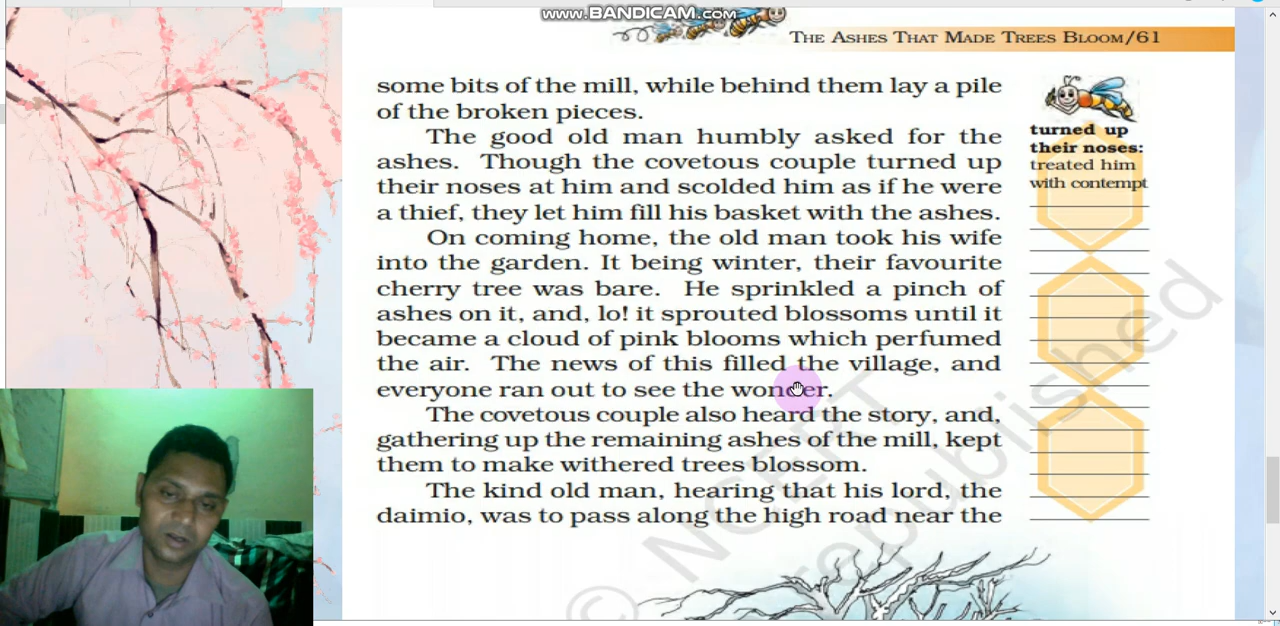 www.BANDICAM.com
THE ASHES THAT MADE TREES BLOOM/61
some bits of the mill, while behind them lay a pile
of the broken pieces.
The good old man humbly asked for the
ashes. Though the covetous couple turned up
their noses at him and scolded him as if he were
a thief, they let him fill his basket with the ashes.
On coming home, the old man took his wife
into the garden. It being winter, their favourite
cherry tree was bare. He sprinkled a pinch of
ashes on it, and, lo! it sprouted blossoms until it
became a cloud of pink blooms which perfumed
the air. The news of this filled the village, and
everyone ran out to see the wonder.
The covetous couple also heard the story, and,
gathering up the remaining ashes of the mill, kept
them to make withered trees blossom.
The kind old man, hearing that his lord, the
daimio, was to pass along the high road near the
turned up
their noses:
treated him
with contempt
© NCERT
republished